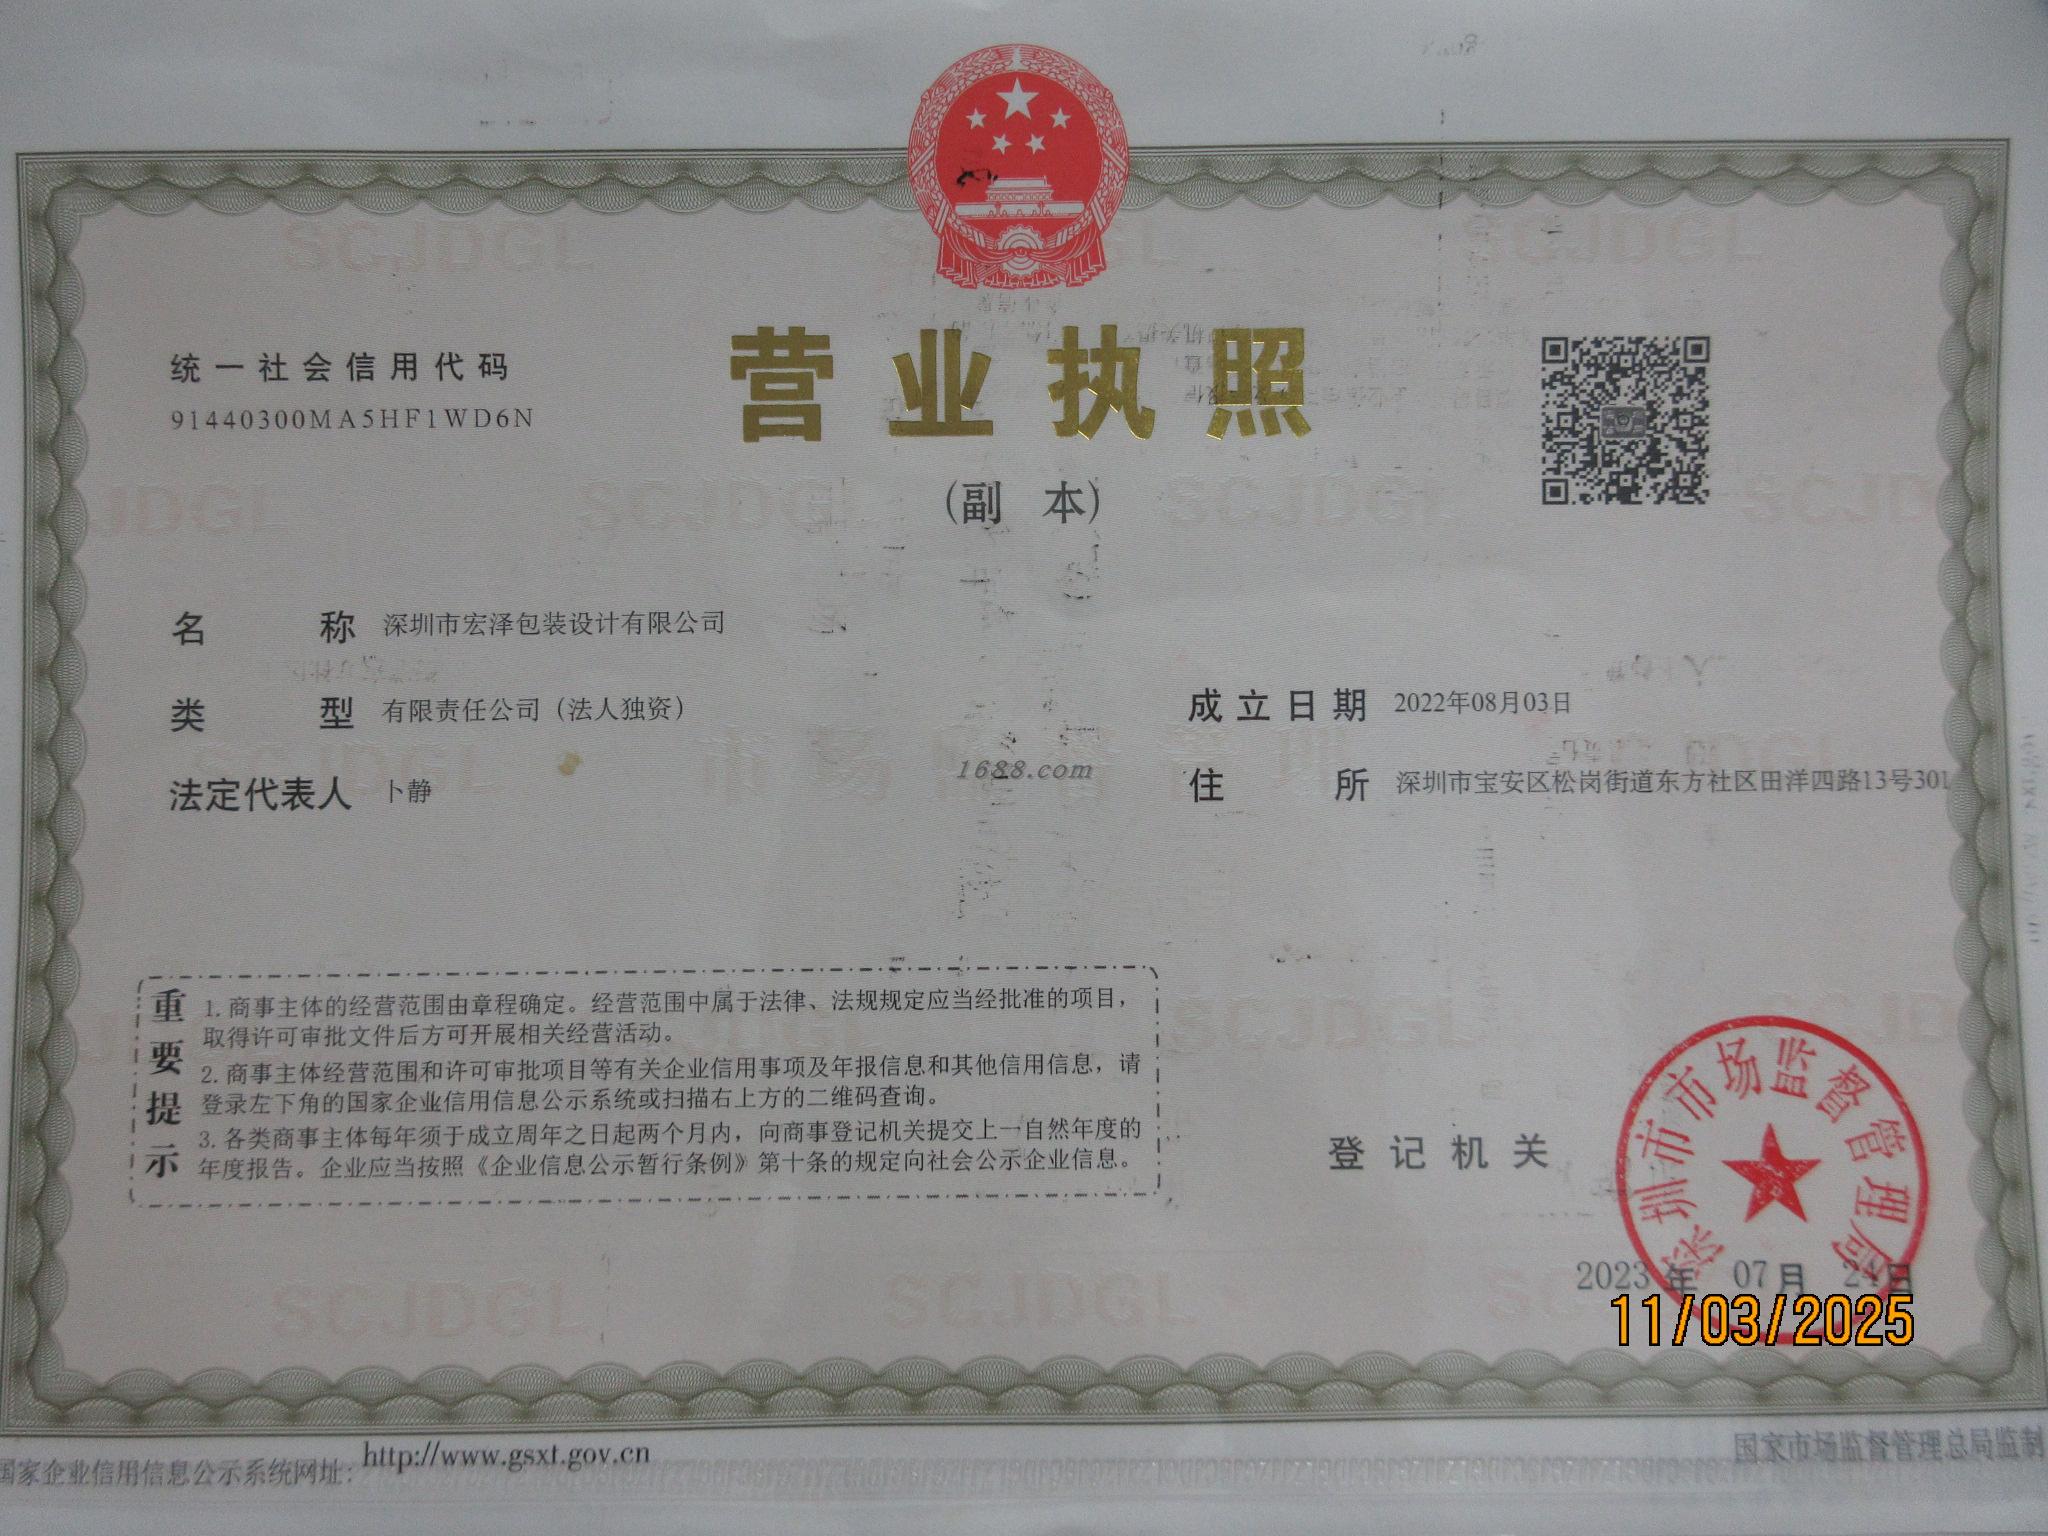 统一社会信用代码
91440300MA5HF1WD6N
营业执照
(副 本)
名 称 深圳市宏泽包装设计有限公司
类 型 有限责任公司（法人独资）
法定代表人 卜静
成立日期 2022年08月03日
住 所 深圳市宝安区松岗街道东方社区田洋四路13号301
1688.com
重要提示
1. 商事主体的经营范围由章程确定。经营范围中属于法律、法规规定应当经批准的项目，
取得许可审批文件后方可开展相关经营活动。
2. 商事主体经营范围和许可审批项目等有关企业信用事项及年报信息和其他信用信息，请
登录左下角的国家企业信用信息公示系统或扫描右上方的二维码查询。
3. 各类商事主体每年须于成立周年之日起两个月内，向商事登记机关提交上一自然年度的
年度报告。企业应当按照《企业信息公示暂行条例》第十条的规定向社会公示企业信息。
登记机关
深圳市市场监督管理局
2023年 07月 24日
11/03/2025
国家企业信用信息公示系统网址：http://www.gsxt.gov.cn
国家市场监督管理总局监制
SCJDGL